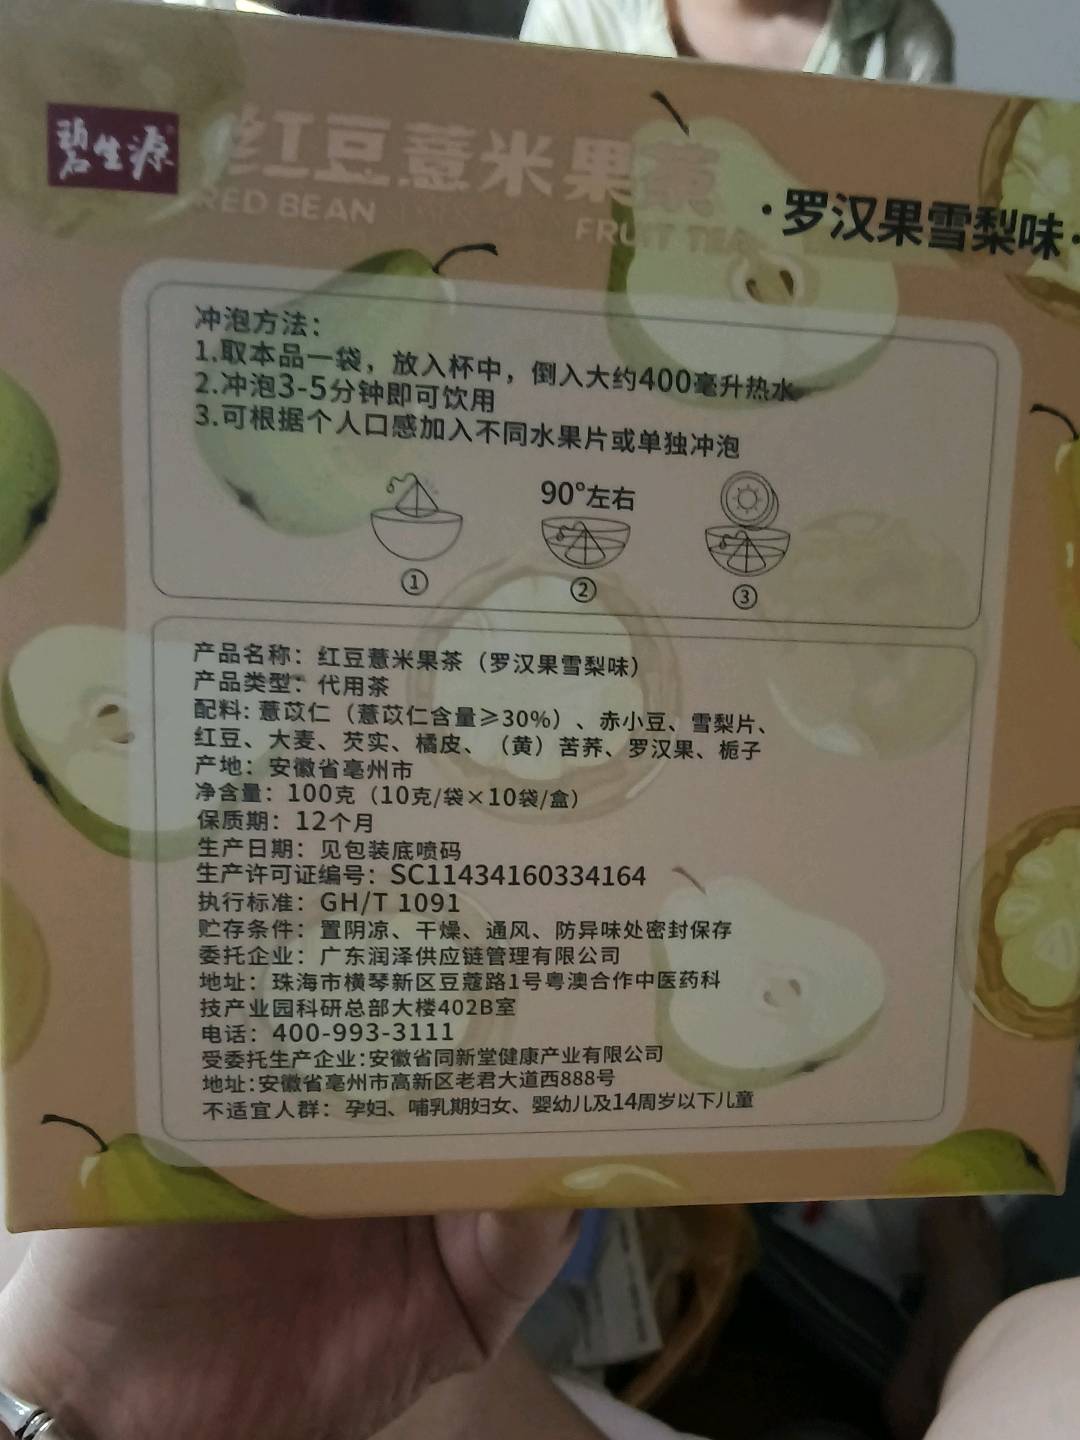 碧生源
红豆薏米果茶
RED BEAN
FRUIT TEA
·罗汉果雪梨味·
冲泡方法：
1.取本品一袋，放入杯中，倒入大约400毫升热水
2.冲泡3-5分钟即可饮用
3.可根据个人口感加入不同水果片或单独冲泡
90°左右
① ② ③
产品名称：红豆薏米果茶（罗汉果雪梨味）
产品类型：代用茶
配料：薏苡仁（薏苡仁含量≥30%）、赤小豆、雪梨片、
红豆、大麦、芡实、橘皮、（黄）苦荞、罗汉果、栀子
产地：安徽省亳州市
净含量：100克（10克/袋×10袋/盒）
保质期：12个月
生产日期：见包装底喷码
生产许可证编号：SC11434160334164
执行标准：GH/T 1091
贮存条件：置阴凉、干燥、通风、防异味处密封保存
委托企业：广东润泽供应链管理有限公司
地址：珠海市横琴新区豆蔻路1号粤澳合作中医药科
技产业园科研总部大楼402B室
电话：400-993-3111
受委托生产企业：安徽省同新堂健康产业有限公司
地址：安徽省亳州市高新区老君大道西888号
不适宜人群：孕妇、哺乳期妇女、婴幼儿及14周岁以下儿童